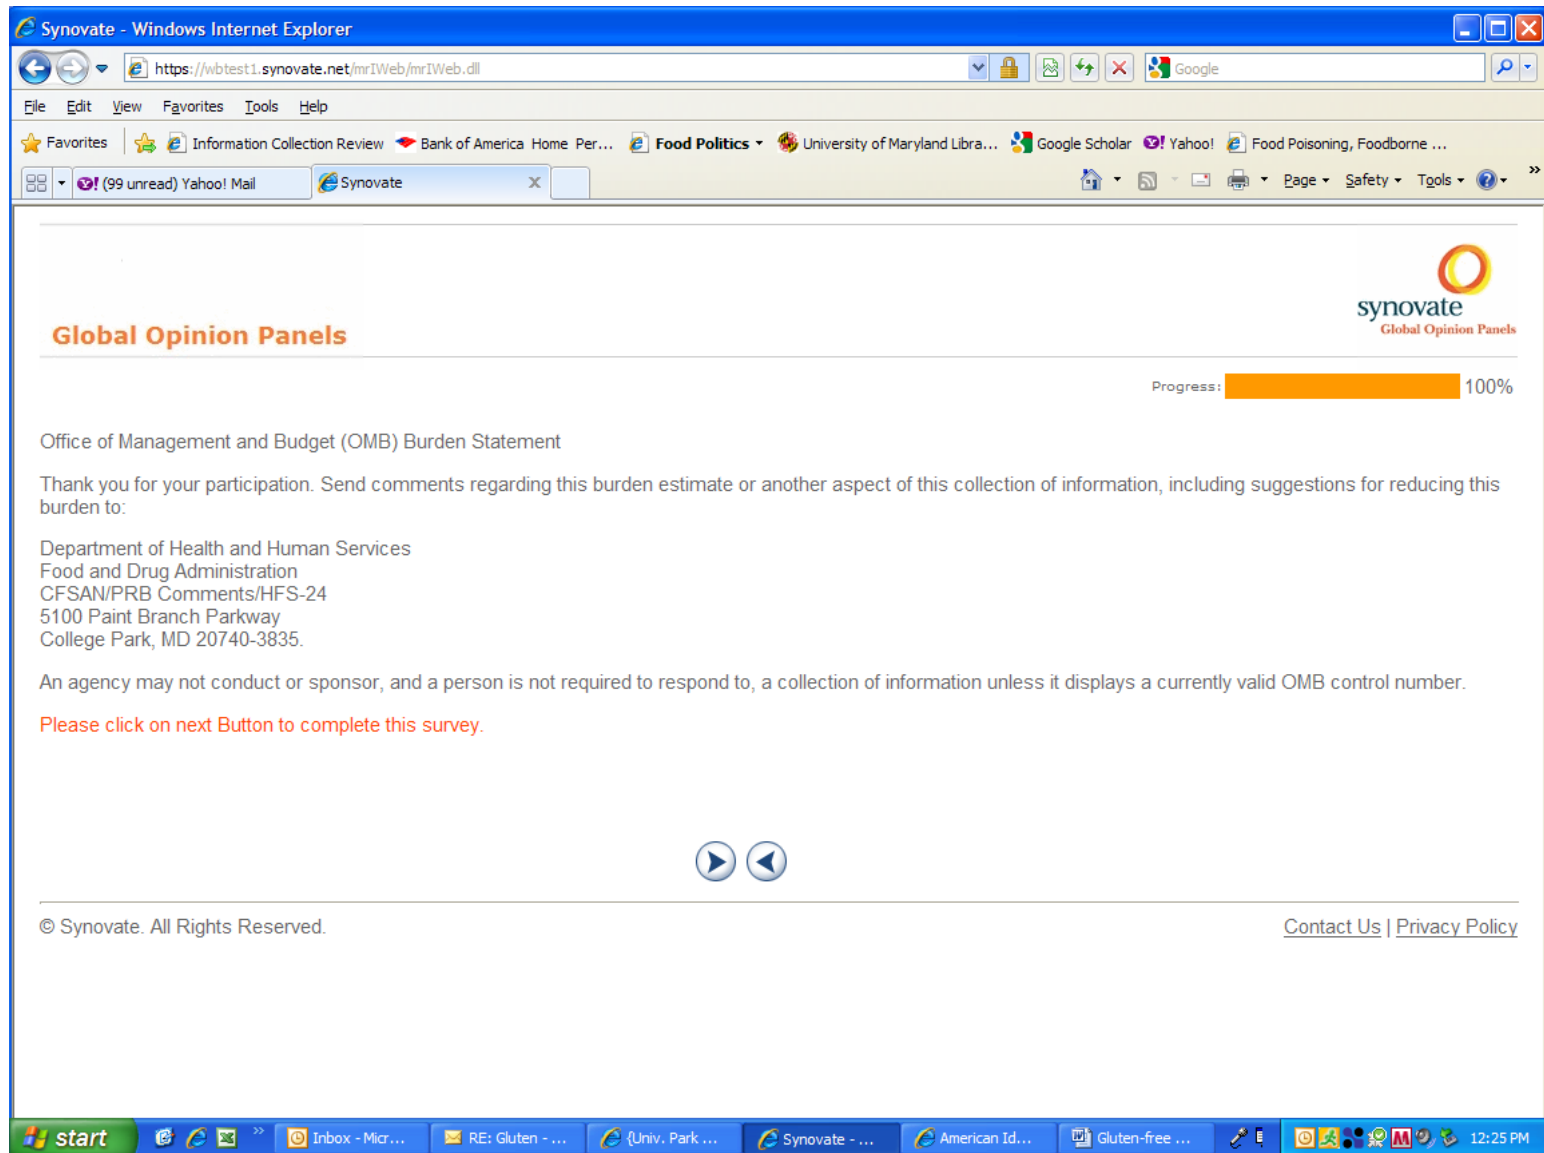 Synovate - Windows Internet Explorer
https://wbtest1.synovate.net/mrIWeb/mrIWeb.dll
Google
File Edit View Favorites Tools Help
Favorites Information Collection Review Bank of America Home Per... Food Politics University of Maryland Libra... Google Scholar Yahoo! Food Poisoning, Foodborne ...
(99 unread) Yahoo! Mail Synovate X Page Safety Tools »
synovate
Global Opinion Panels
Global Opinion Panels
Progress: 100%
Office of Management and Budget (OMB) Burden Statement
Thank you for your participation. Send comments regarding this burden estimate or another aspect of this collection of information, including suggestions for reducing this
burden to:
Department of Health and Human Services
Food and Drug Administration
CFSAN/PRB Comments/HFS-24
5100 Paint Branch Parkway
College Park, MD 20740-3835.
An agency may not conduct or sponsor, and a person is not required to respond to, a collection of information unless it displays a currently valid OMB control number.
Please click on next Button to complete this survey.
© Synovate. All Rights Reserved. Contact Us | Privacy Policy
start » Inbox - Micr... RE: Gluten - ... {Univ. Park ... Synovate - ... American Id... Gluten-free ... 12:25 PM